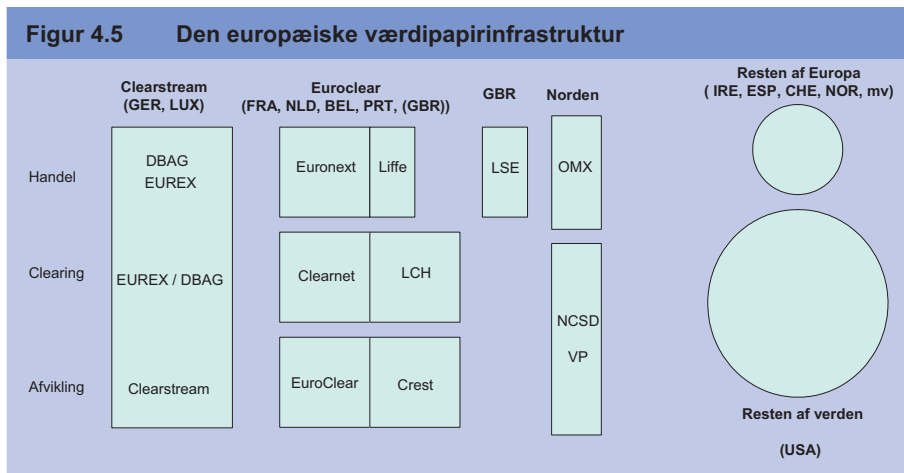 Figur 4.5 Den europæiske værdipapirinfrastruktur
Clearstream
(GER, LUX)
Euroclear
(FRA, NLD, BEL, PRT, (GBR))
GBR
Norden
Resten af Europa
( IRE, ESP, CHE, NOR, mv)
Handel
DBAG
EUREX
Euronext
Liffe
LSE
OMX
Clearing
EUREX / DBAG
Clearnet
LCH
NCSD
VP
Afvikling
Clearstream
EuroClear
Crest
Resten af verden
(USA)